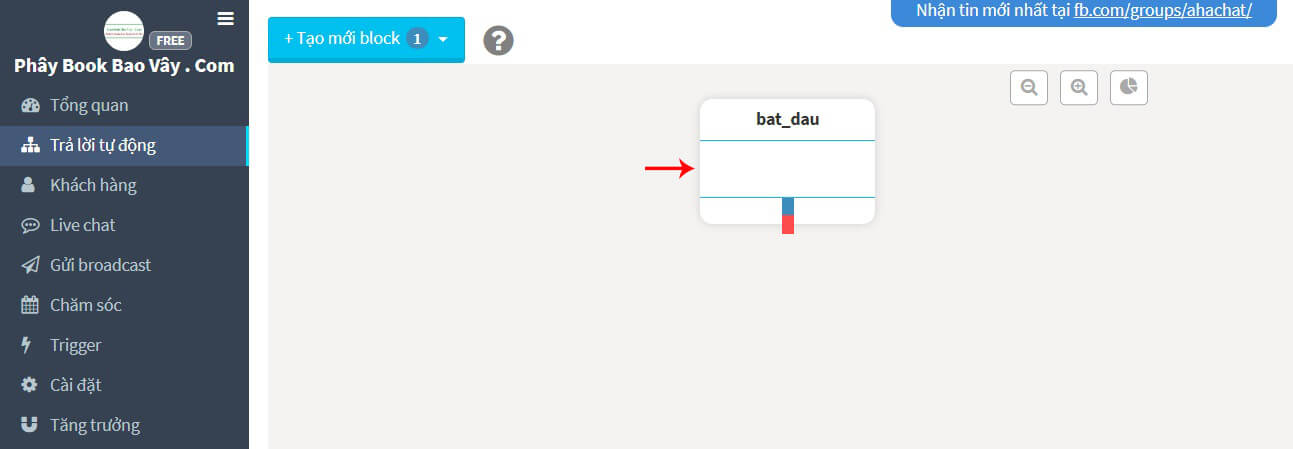 FREE
Phây Book Bao Vây . Com
Tổng quan
Trả lời tự động
Khách hàng
Live chat
Gửi broadcast
Chăm sóc
Trigger
Cài đặt
Tăng trưởng
+ Tạo mới block 1
?
Nhận tin mới nhất tại fb.com/groups/ahachat/
bat_dau